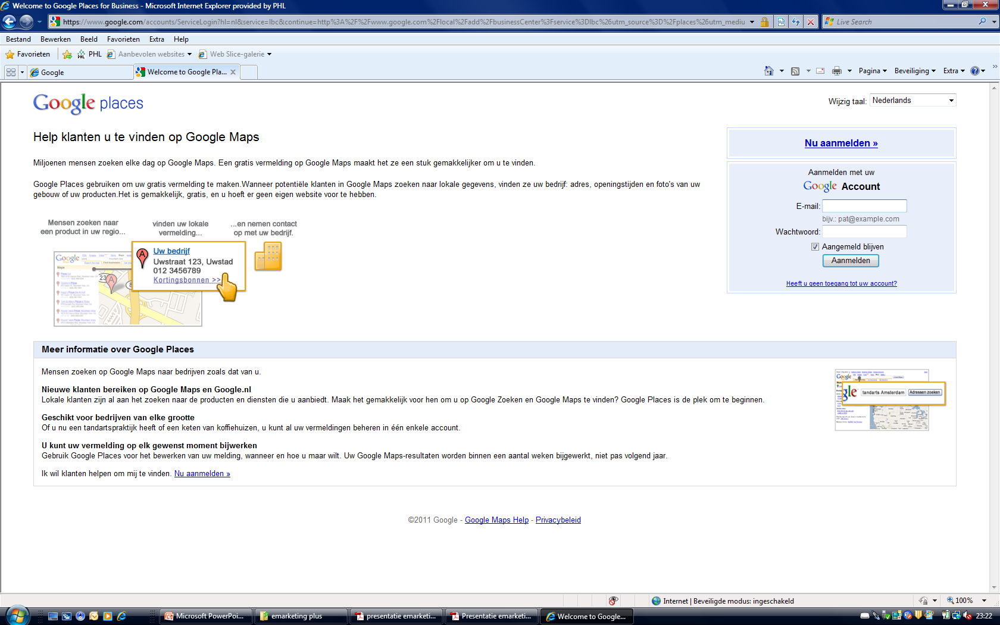 Welcome to Google Places for Business - Microsoft Internet Explorer provided by PHL
https://www.google.com/accounts/ServiceLogin?hl=nl&service=lbc&continue=http%3A%2F%2Fwww.google.com%2Flocal%2Fadd%2FbusinessCenter%3Fservice%3Dlbc%26utm_source%3D%2Fplaces%26utm_mediu
Live Search
Bestand Bewerken Beeld Favorieten Extra Help
Favorieten PHL Aanbevolen websites Web Slice-galerie
Google
Welcome to Google Pla...
Pagina Beveiliging Extra
Google places
Wijzig taal: Nederlands
Help klanten u te vinden op Google Maps
Miljoenen mensen zoeken elke dag op Google Maps. Een gratis vermelding op Google Maps maakt het ze een stuk gemakkelijker om u te vinden.
Google Places gebruiken om uw gratis vermelding te maken.Wanneer potentiële klanten in Google Maps zoeken naar lokale gegevens, vinden ze uw bedrijf: adres, openingstijden en foto's van uw
gebouw of uw producten.Het is gemakkelijk, gratis, en u hoeft er geen eigen website voor te hebben.
Mensen zoeken naar
een product in uw regio...
vinden uw lokale
vermelding...
...en nemen contact
op met uw bedrijf.
Google
Maps
23
A
A
Uw bedrijf
Uwstraat 123, Uwstad
012 3456789
Kortingsbonnen >>
Nu aanmelden »
Aanmelden met uw
Google Account
E-mail:
bijv.: pat@example.com
Wachtwoord:
Aangemeld blijven
Aanmelden
Heeft u geen toegang tot uw account?
Meer informatie over Google Places
Mensen zoeken op Google Maps naar bedrijven zoals dat van u.
Nieuwe klanten bereiken op Google Maps en Google.nl
Lokale klanten zijn al aan het zoeken naar de producten en diensten die u aanbiedt. Maak het gemakkelijk voor hen om u op Google Zoeken en Google Maps te vinden? Google Places is de plek om te beginnen.
Geschikt voor bedrijven van elke grootte
Of u nu een tandartspraktijk heeft of een keten van koffiehuizen, u kunt al uw vermeldingen beheren in één enkele account.
U kunt uw vermelding op elk gewenst moment bijwerken
Gebruik Google Places voor het bewerken van uw melding, wanneer en hoe u maar wilt. Uw Google Maps-resultaten worden binnen een aantal weken bijgewerkt, niet pas volgend jaar.
Ik wil klanten helpen om mij te vinden. Nu aanmelden »
Google
gle tandarts Amsterdam Adressen zoeken
©2011 Google - Google Maps Help - Privacybeleid
Internet | Beveiligde modus: ingeschakeld
100%
Microsoft PowerPoi...
emarketing plus
presentatie emarketi...
Presentatie emarketi...
Welcome to Google...
23:22